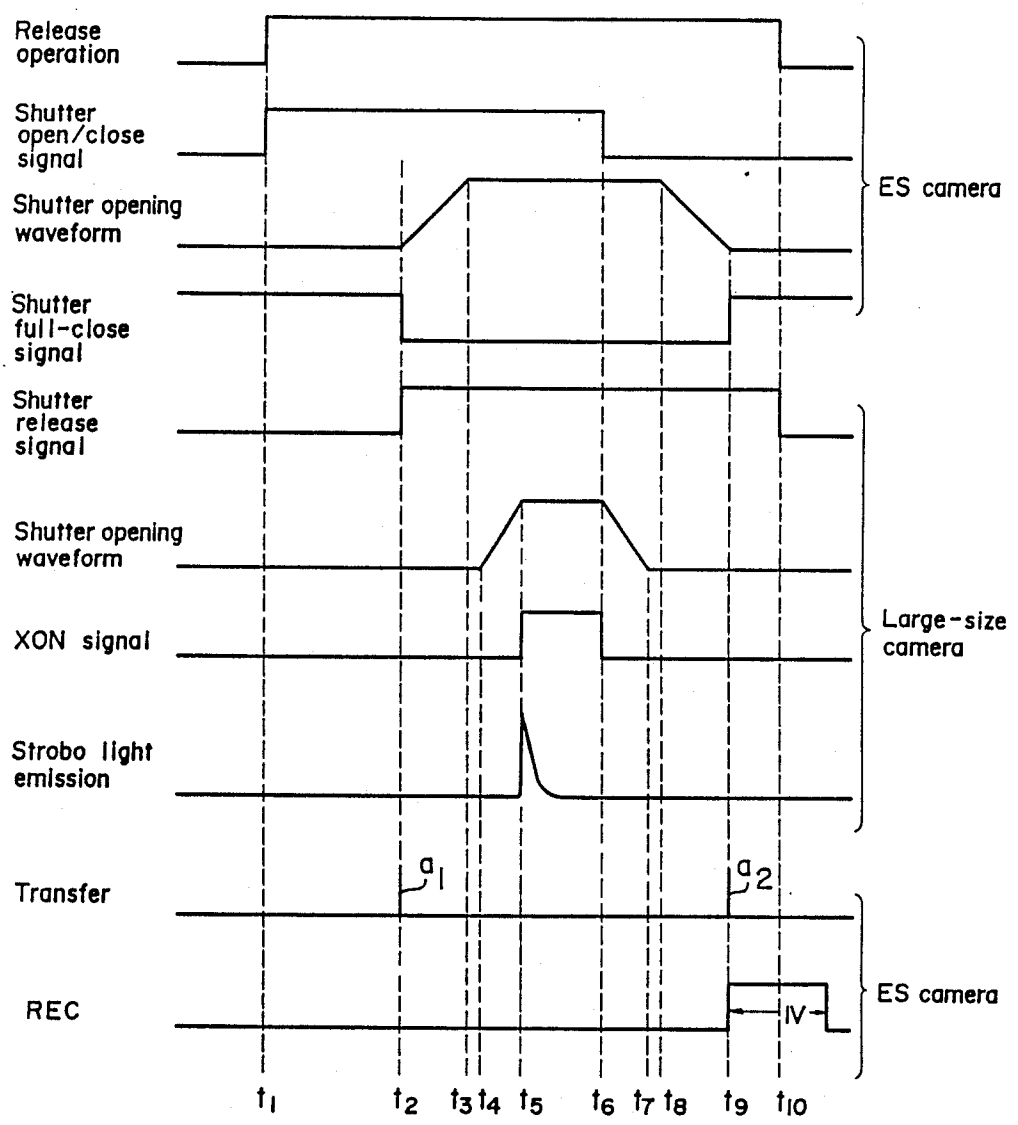 Release
operation
Shutter
open/close
signal
Shutter opening
waveform
Shutter
full-close
signal
ES camera
Shutter
release
signal
Shutter opening
waveform
XON signal
Strobo light
emission
Large-size
camera
Transfer
a1
a2
REC
IV
ES camera
t1 t2 t3 t4 t5 t6 t7 t8 t9 t10